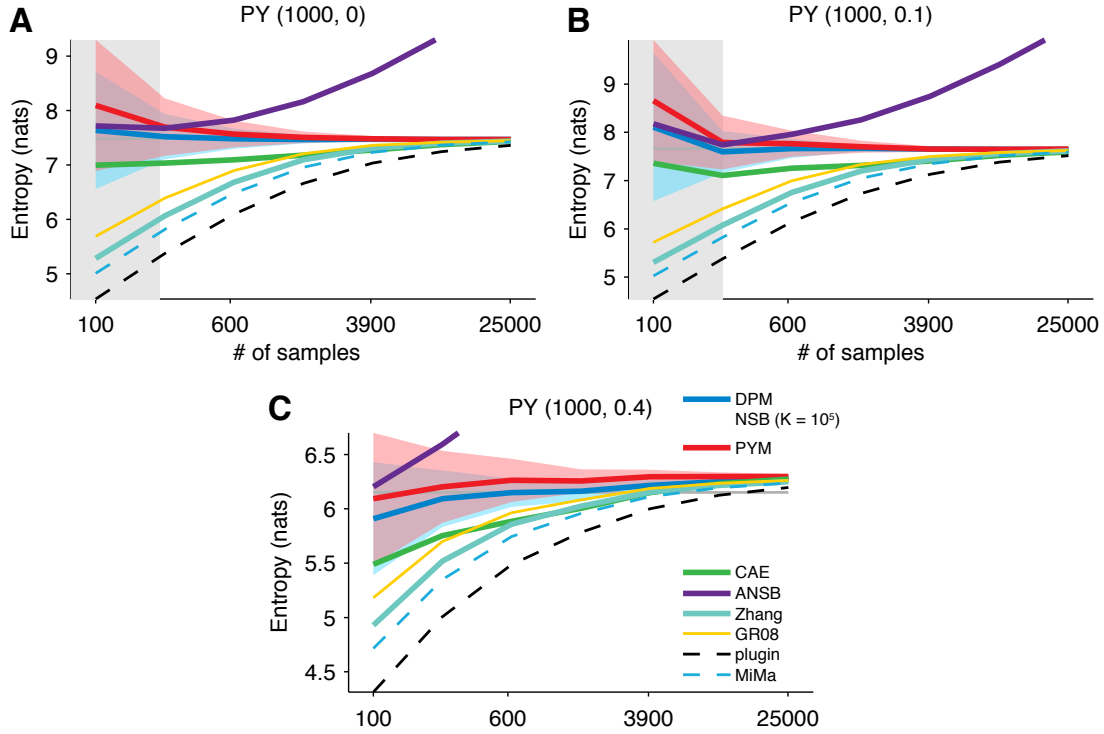 A
PY (1000, 0)
Entropy (nats)
9
8
7
6
5
100
600
3900
25000
# of samples
B
PY (1000, 0.1)
Entropy (nats)
9
8
7
6
5
100
600
3900
25000
# of samples
C
PY (1000, 0.4)
Entropy (nats)
6.5
6
5.5
5
4.5
100
600
3900
25000
DPM
NSB (K = 10⁵)
PYM
CAE
ANSB
Zhang
GR08
plugin
MiMa